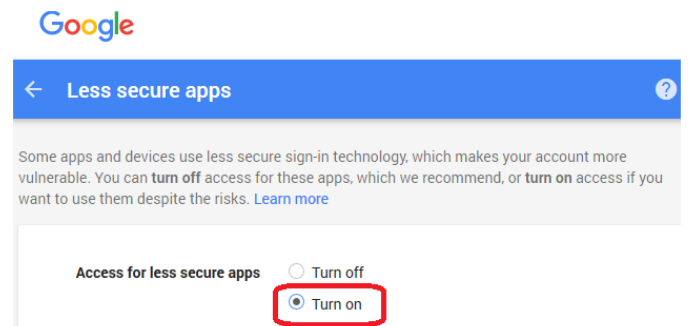 Google
Less secure apps
?
Some apps and devices use less secure sign-in technology, which makes your account more
vulnerable. You can turn off access for these apps, which we recommend, or turn on access if you
want to use them despite the risks. Learn more
Access for less secure apps
Turn off
Turn on